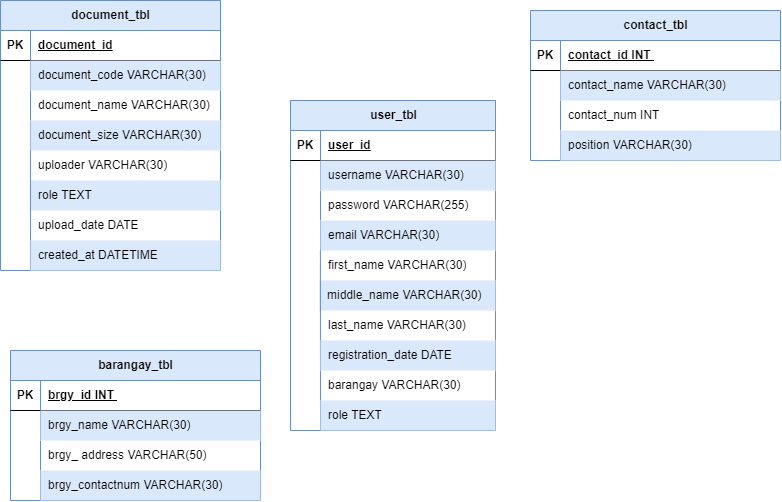 document_tbl
PK document_id
document_code VARCHAR(30)
document_name VARCHAR(30)
document_size VARCHAR(30)
uploader VARCHAR(30)
role TEXT
upload_date DATE
created_at DATETIME
user_tbl
PK user_id
username VARCHAR(30)
password VARCHAR(255)
email VARCHAR(30)
first_name VARCHAR(30)
middle_name VARCHAR(30)
last_name VARCHAR(30)
registration_date DATE
barangay VARCHAR(30)
role TEXT
contact_tbl
PK contact_id INT
contact_name VARCHAR(30)
contact_num INT
position VARCHAR(30)
barangay_tbl
PK brgy_id INT
brgy_name VARCHAR(30)
brgy_ address VARCHAR(50)
brgy_contactnum VARCHAR(30)